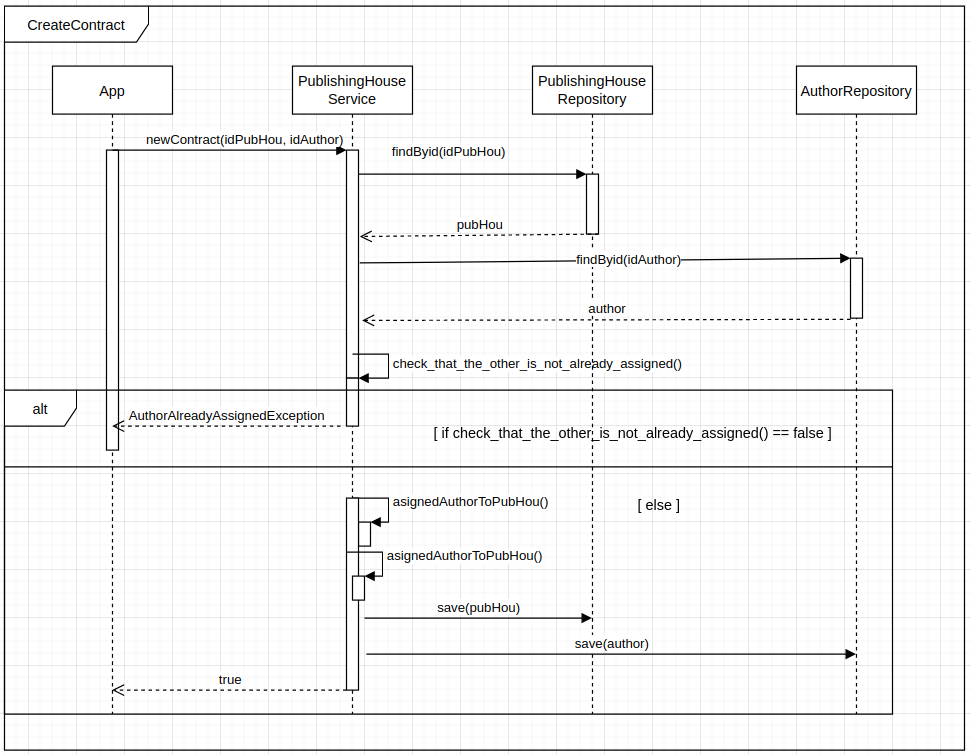 CreateContract
App
PublishingHouse
Service
PublishingHouse
Repository
AuthorRepository
newContract(idPubHou, idAuthor)
findByid(idPubHou)
pubHou
findByid(idAuthor)
author
check_that_the_other_is_not_already_assigned()
alt
AuthorAlreadyAssignedException
[ if check_that_the_other_is_not_already_assigned() == false ]
asignedAuthorToPubHou()
[ else ]
asignedAuthorToPubHou()
save(pubHou)
save(author)
true